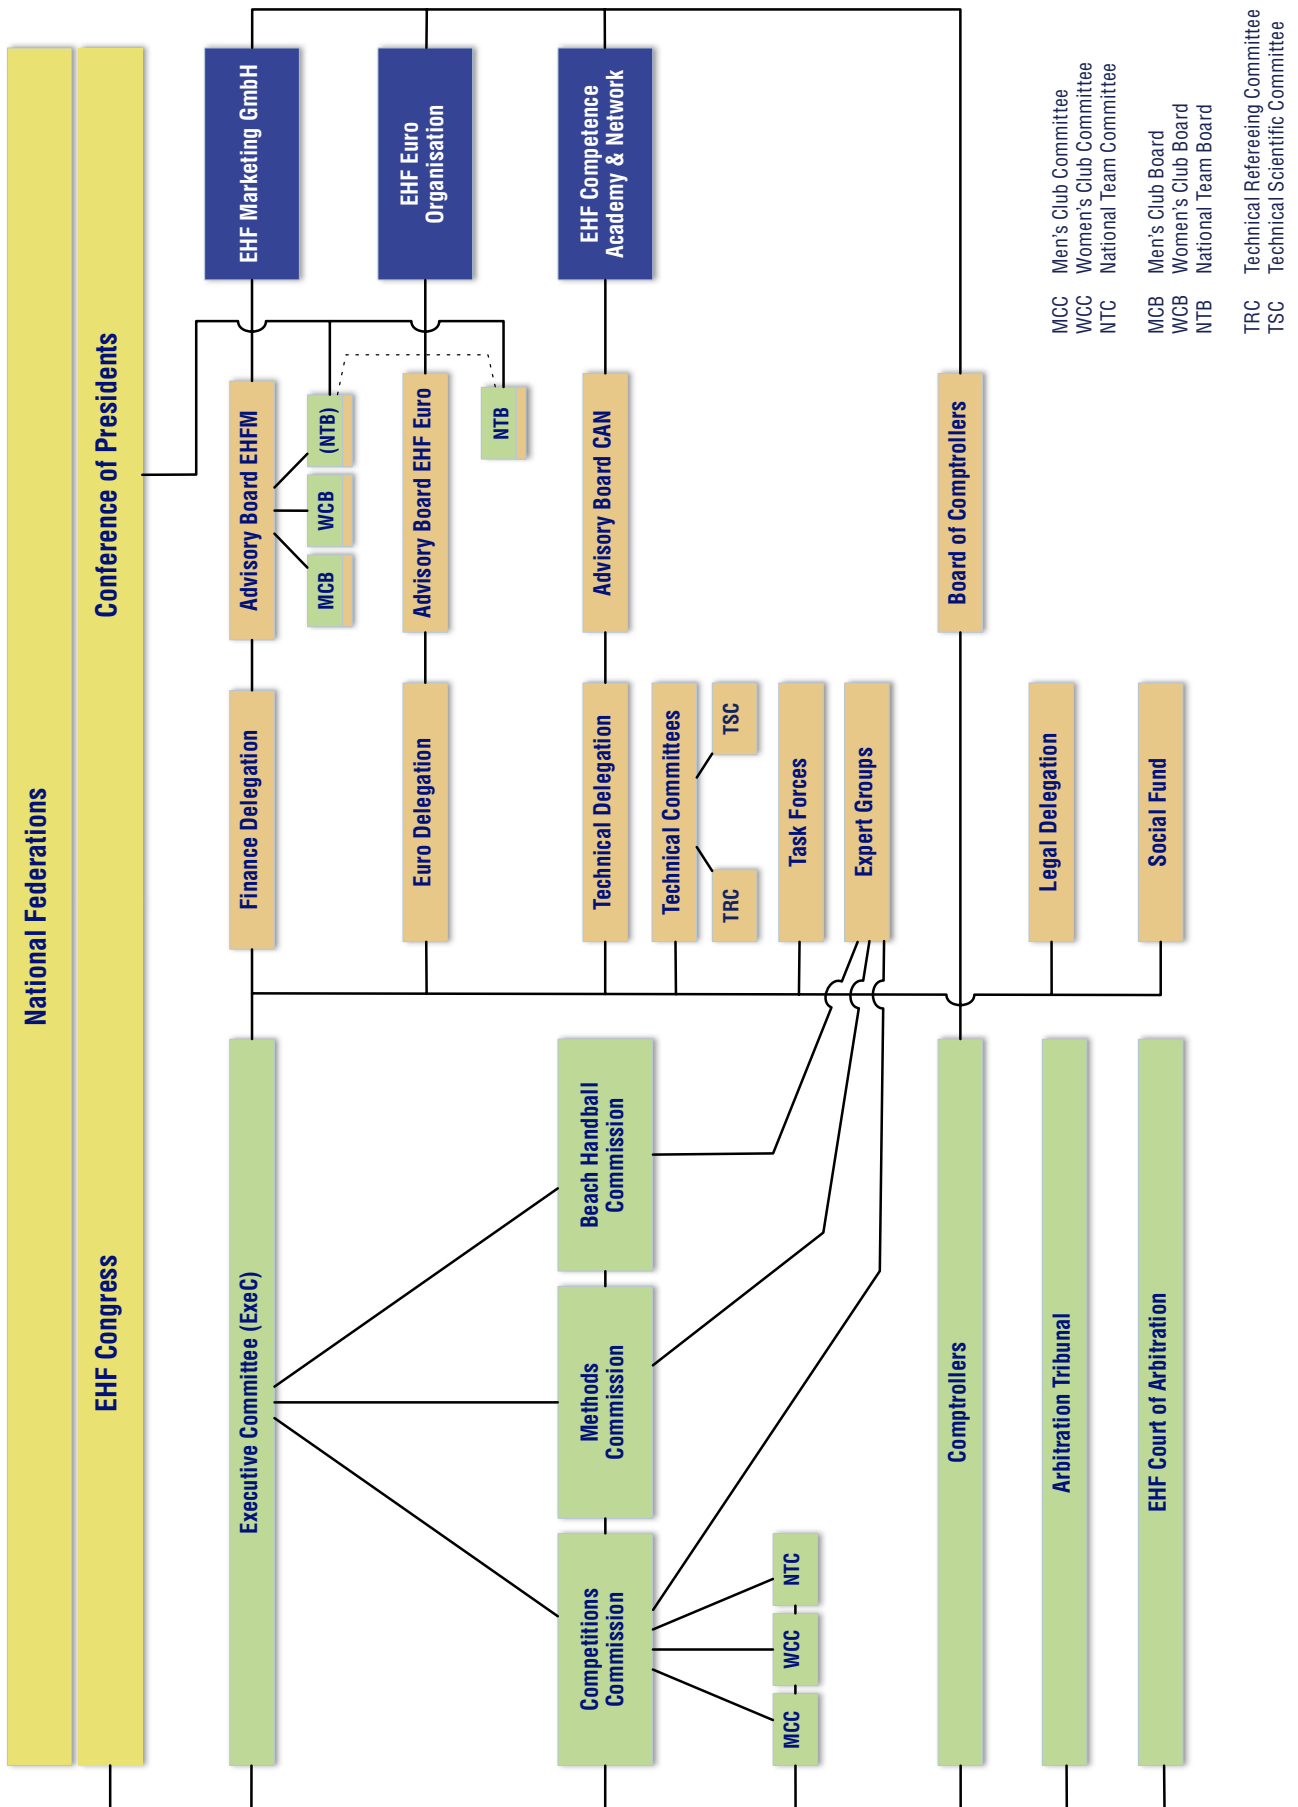 National Federations
EHF Congress
Conference of Presidents
Executive Committee (ExeC)
Finance Delegation
Advisory Board EHFM
EHF Marketing GmbH
MCB
WCB
(NTB)
Euro Delegation
Advisory Board EHF Euro
EHF Euro
Organisation
NTB
Competitions
Commission
Methods
Commission
Beach Handball
Commission
Technical Delegation
Advisory Board CAN
EHF Competence
Academy & Network
Technical Committees
TRC
TSC
MCC
WCC
NTC
Task Forces
Expert Groups
Comptrollers
Board of Comptrollers
Arbitration Tribunal
Legal Delegation
EHF Court of Arbitration
Social Fund
MCC Men's Club Committee
WCC Women's Club Committee
NTC National Team Committee
MCB Men's Club Board
WCB Women's Club Board
NTB National Team Board
TRC Technical Refereeing Committee
TSC Technical Scientific Committee